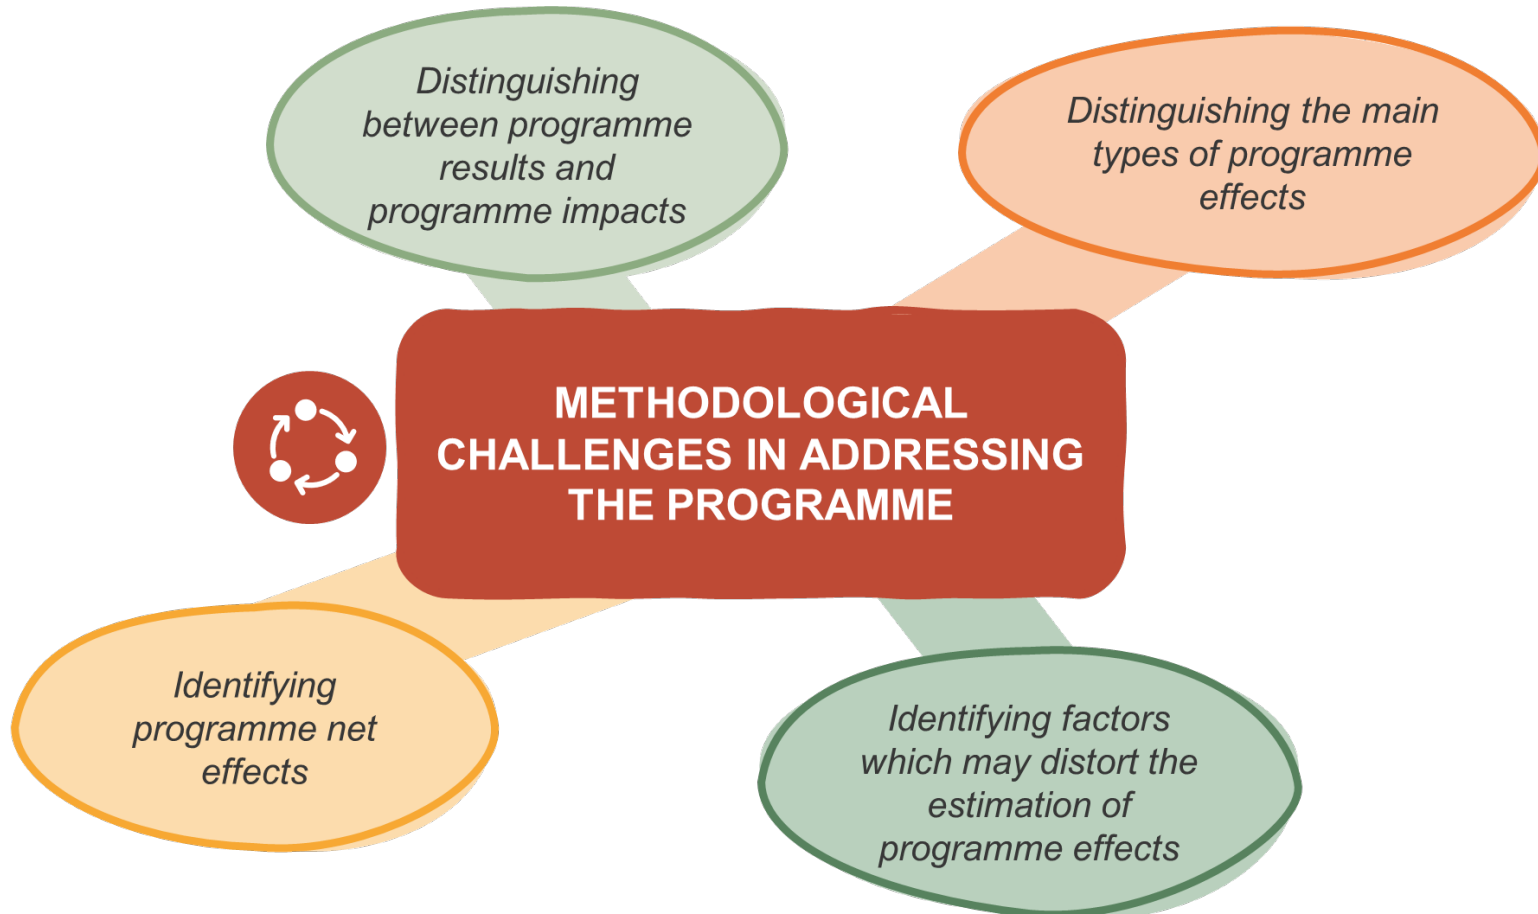 Distinguishing
between programme
results and
programme impacts
Distinguishing the main
types of programme
effects
METHODOLOGICAL
CHALLENGES IN ADDRESSING
THE PROGRAMME
Identifying
programme net
effects
Identifying factors
which may distort the
estimation of
programme effects